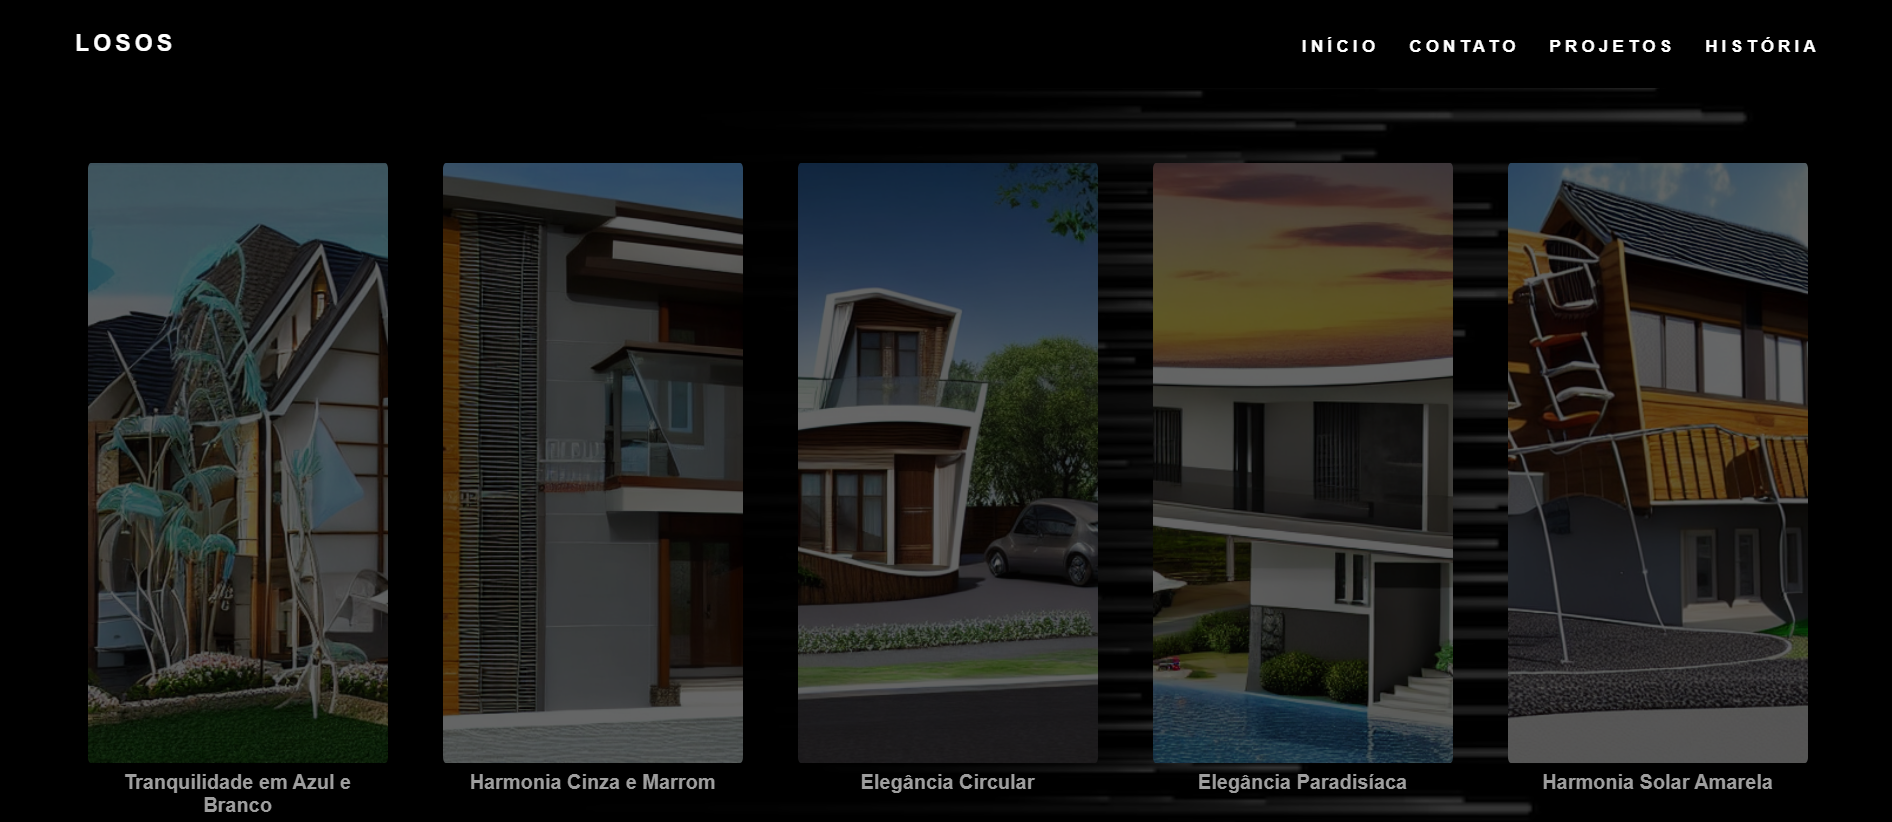 LOSOS
INÍCIO CONTATO PROJETOS HISTÓRIA
Tranquilidade em Azul e
Branco
Harmonia Cinza e Marrom
Elegância Circular
Elegância Paradisíaca
Harmonia Solar Amarela